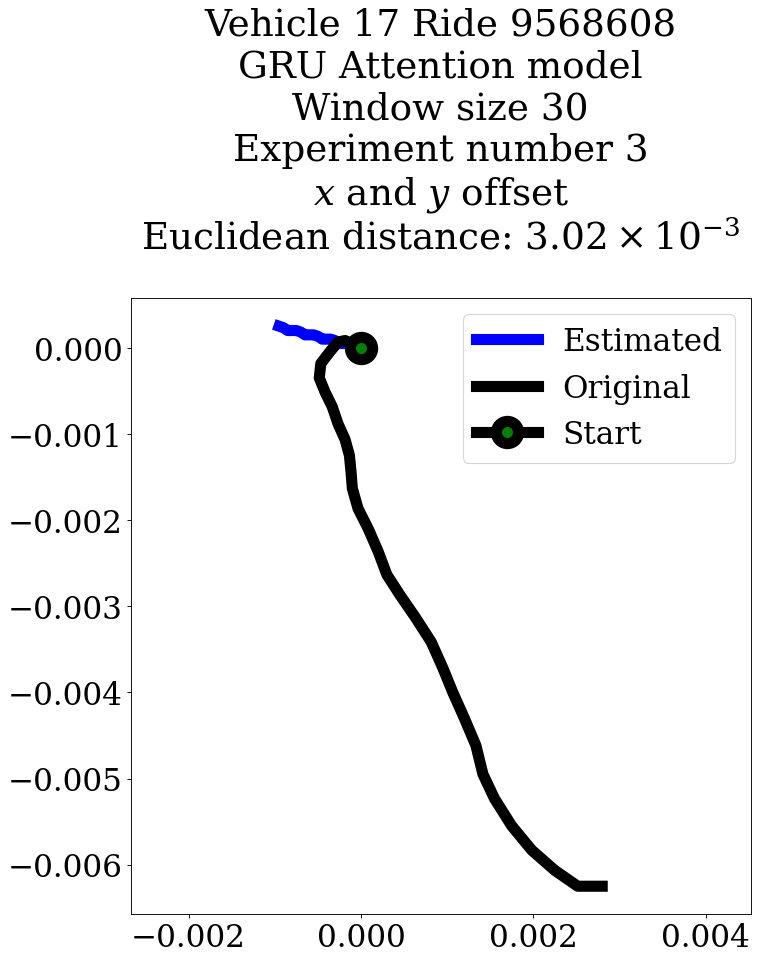 Vehicle 17 Ride 9568608
GRU Attention model
Window size 30
Experiment number 3
x and y offset
Euclidean distance: 3.02 × 10⁻³
Estimated
Original
Start
0.000
−0.001
−0.002
−0.003
−0.004
−0.005
−0.006
−0.002 0.000 0.002 0.004